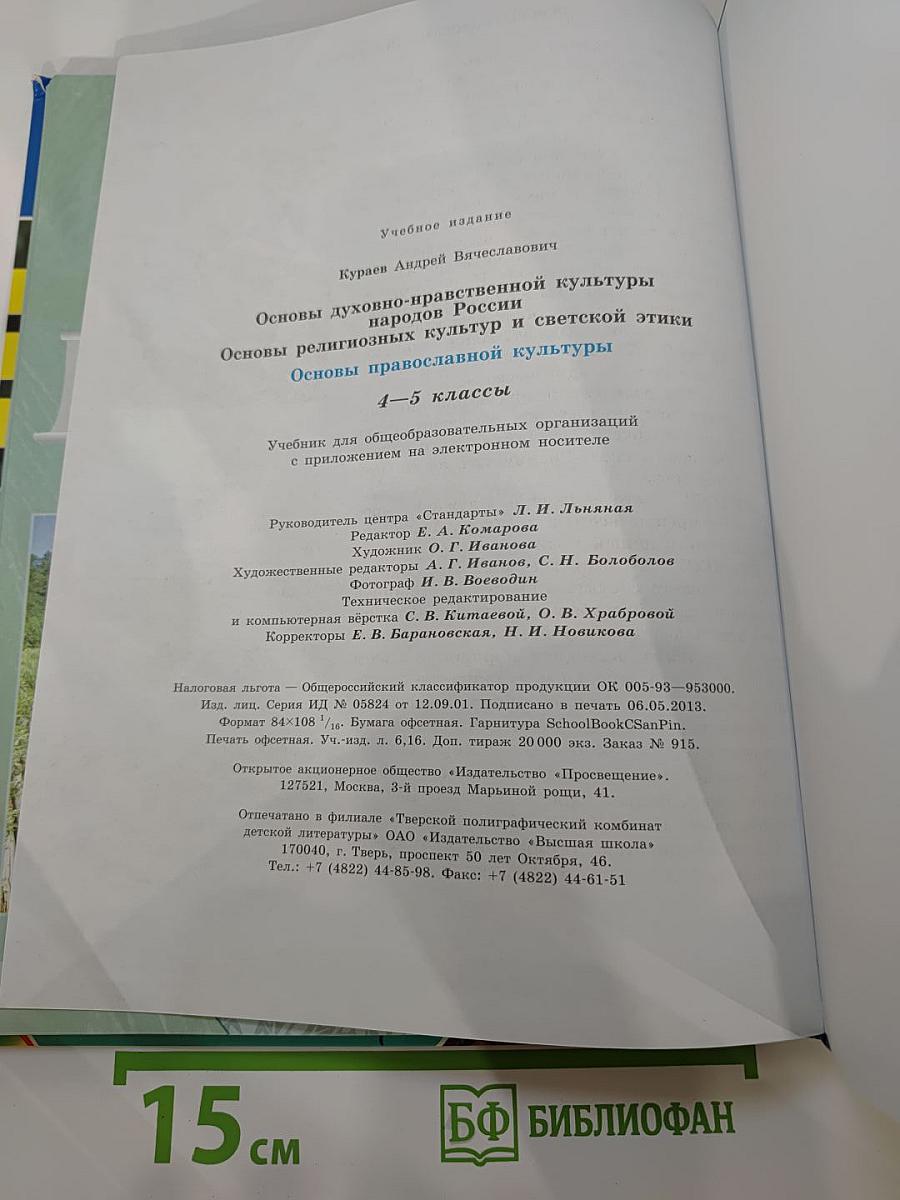 Учебное издание
Кураев Андрей Вячеславович
Основы духовно-нравственной культуры
народов России
Основы религиозных культур и светской этики
Основы православной культуры
4—5 классы
Учебник для общеобразовательных организаций
с приложением на электронном носителе
Руководитель центра «Стандарты» Л. И. Льняная
Редактор Е. А. Комарова
Художник О. Г. Иванова
Художественные редакторы А. Г. Иванов, С. Н. Болоболов
Фотограф И. В. Воеводин
Техническое редактирование
и компьютерная вёрстка С. В. Китаевой, О. В. Храбровой
Корректоры Е. В. Барановская, Н. И. Новикова
Налоговая льгота — Общероссийский классификатор продукции ОК 005-93—953000.
Изд. лиц. Серия ИД № 05824 от 12.09.01. Подписано в печать 06.05.2013.
Формат 84×108 1/16. Бумага офсетная. Гарнитура SchoolBookCSanPin.
Печать офсетная. Уч.-изд. л. 6,16. Доп. тираж 20 000 экз. Заказ № 915.
Открытое акционерное общество «Издательство «Просвещение».
127521, Москва, 3-й проезд Марьиной рощи, 41.
Отпечатано в филиале «Тверской полиграфический комбинат
детской литературы» ОАО «Издательство «Высшая школа»
170040, г. Тверь, проспект 50 лет Октября, 46.
Тел.: +7 (4822) 44-85-98. Факс: +7 (4822) 44-61-51
15 см
БФ БИБЛИОФАН